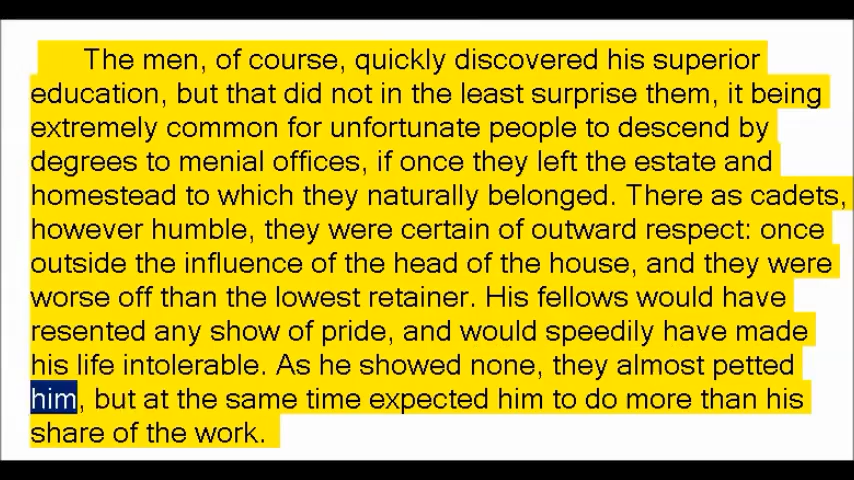 The men, of course, quickly discovered his superior
education, but that did not in the least surprise them, it being
extremely common for unfortunate people to descend by
degrees to menial offices, if once they left the estate and
homestead to which they naturally belonged. There as cadets,
however humble, they were certain of outward respect: once
outside the influence of the head of the house, and they were
worse off than the lowest retainer. His fellows would have
resented any show of pride, and would speedily have made
his life intolerable. As he showed none, they almost petted
him, but at the same time expected him to do more than his
share of the work.